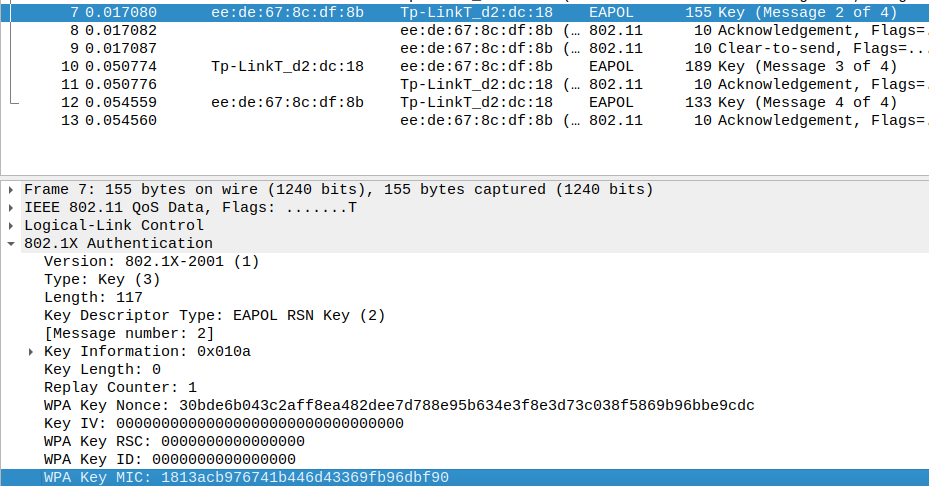 7 0.017080 ee:de:67:8c:df:8b Tp-LinkT_d2:dc:18 EAPOL 155 Key (Message 2 of 4)
8 0.017082 ee:de:67:8c:df:8b (… 802.11 10 Acknowledgement, Flags=.
9 0.017087 ee:de:67:8c:df:8b (… 802.11 10 Clear-to-send, Flags=...
10 0.050774 Tp-LinkT_d2:dc:18 ee:de:67:8c:df:8b EAPOL 189 Key (Message 3 of 4)
11 0.050776 Tp-LinkT_d2:dc:18 (… 802.11 10 Acknowledgement, Flags=.
12 0.054559 ee:de:67:8c:df:8b Tp-LinkT_d2:dc:18 EAPOL 133 Key (Message 4 of 4)
13 0.054560 ee:de:67:8c:df:8b (… 802.11 10 Acknowledgement, Flags=.
Frame 7: 155 bytes on wire (1240 bits), 155 bytes captured (1240 bits)
IEEE 802.11 QoS Data, Flags: .......T
Logical-Link Control
802.1X Authentication
Version: 802.1X-2001 (1)
Type: Key (3)
Length: 117
Key Descriptor Type: EAPOL RSN Key (2)
[Message number: 2]
Key Information: 0x010a
Key Length: 0
Replay Counter: 1
WPA Key Nonce: 30bde6b043c2aff8ea482dee7d788e95b634e3f8e3d73c038f5869b96bbe9cdc
Key IV: 00000000000000000000000000000000
WPA Key RSC: 0000000000000000
WPA Key ID: 0000000000000000
WPA Key MIC: 1813acb976741b446d43369fb96dbf90